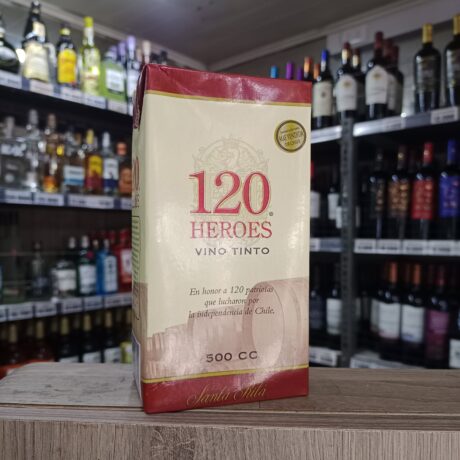 120
HEROES®
VINO TINTO
En honor a 120 patriotas
que lucharon por
la independencia de Chile.
500 CC
Santa Rita